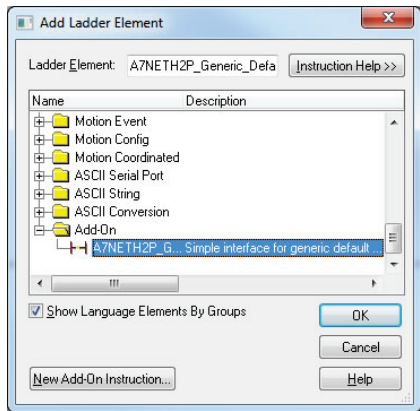 Add Ladder Element
Ladder Element: A7NETH2P_Generic_Defa Instruction Help >>
Name Description
Motion Event
Motion Config
Motion Coordinated
ASCII Serial Port
ASCII String
ASCII Conversion
Add-On
A7NETH2P_G... Simple interface for generic default ...
Show Language Elements By Groups
OK
Cancel
New Add-On Instruction...
Help